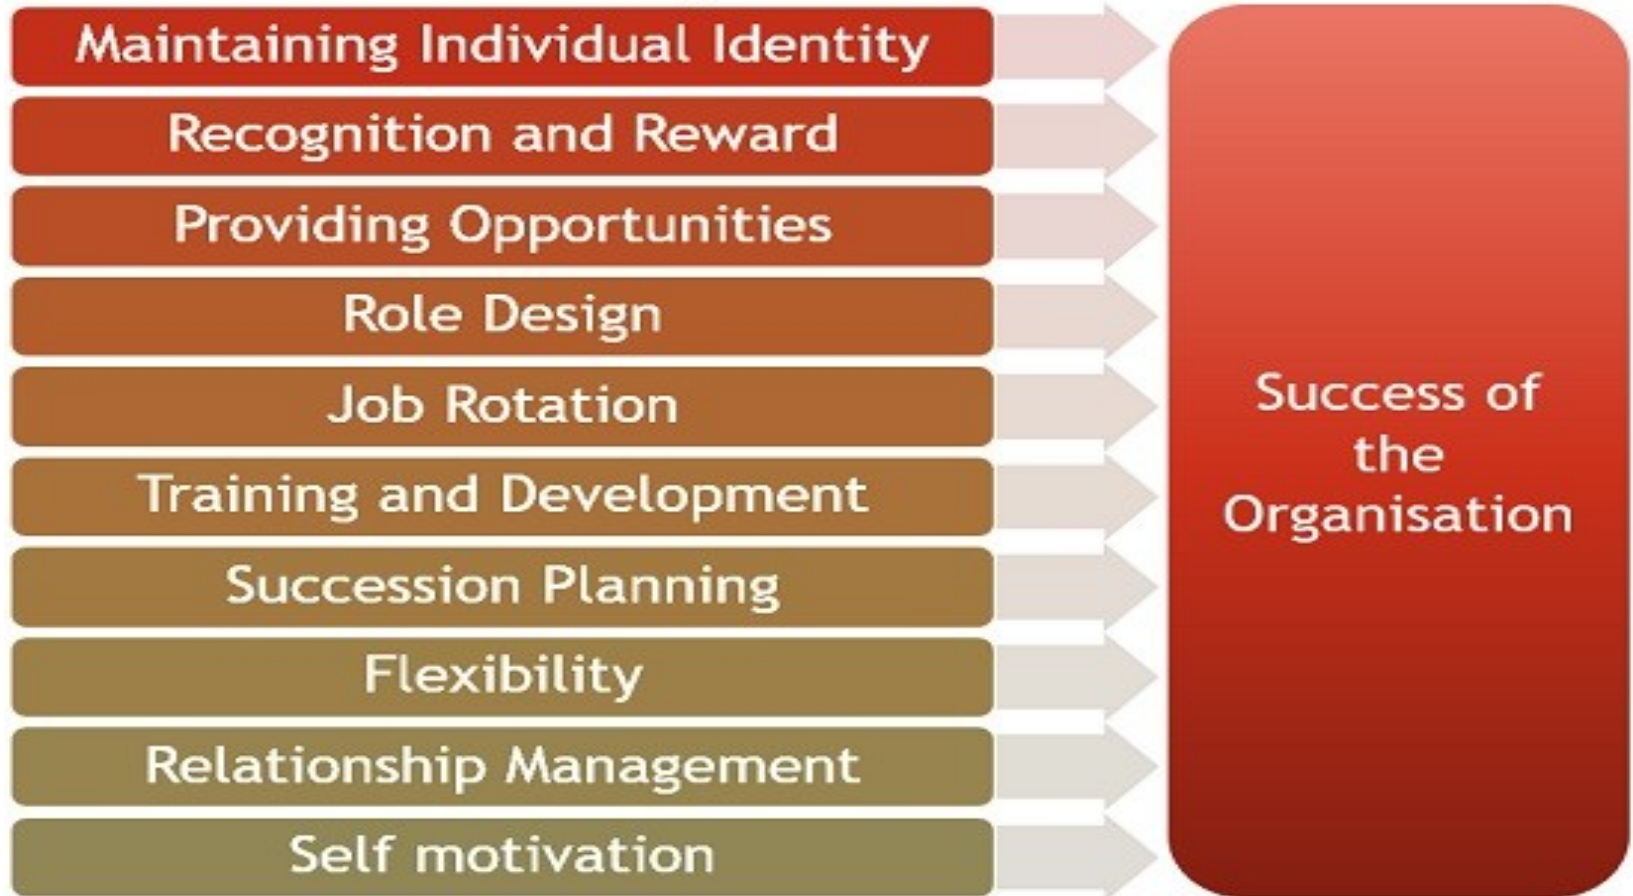 Maintaining Individual Identity
Recognition and Reward
Providing Opportunities
Role Design
Job Rotation
Training and Development
Succession Planning
Flexibility
Relationship Management
Self motivation
Success of
the
Organisation